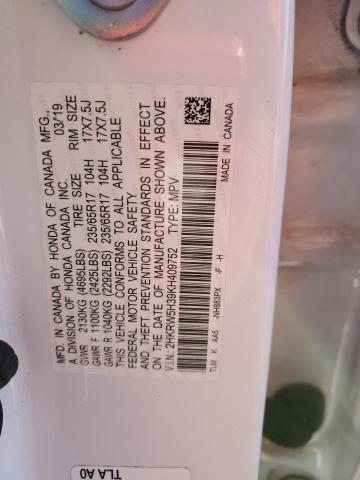 MFD. IN CANADA BY HONDA OF CANADA MFG.,
A DIVISION OF HONDA CANADA INC. 03/19
TIRE SIZE RIM SIZE
GVWR 2130KG (4695LBS)
GAWR F 1100KG (2425LBS) 235/65R17 104H 17X7.5J
GAWR R 1040KG (2292LBS) 235/65R17 104H 17X7.5J
THIS VEHICLE CONFORMS TO ALL APPLICABLE
FEDERAL MOTOR VEHICLE SAFETY
AND THEFT PREVENTION STANDARDS IN EFFECT
ON THE DATE OF MANUFACTURE SHOWN ABOVE.
V.I.N.: 2HKRW5H39KH409752 TYPE: MPV
TLM K AA5 -NH883PX -F -H
MADE IN CANADA
TLA A0